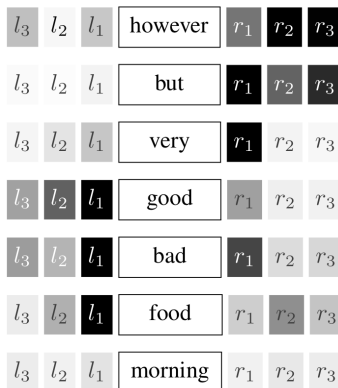 l3 l2 l1 however r1 r2 r3
l3 l2 l1 but r1 r2 r3
l3 l2 l1 very r1 r2 r3
l3 l2 l1 good r1 r2 r3
l3 l2 l1 bad r1 r2 r3
l3 l2 l1 food r1 r2 r3
l3 l2 l1 morning r1 r2 r3